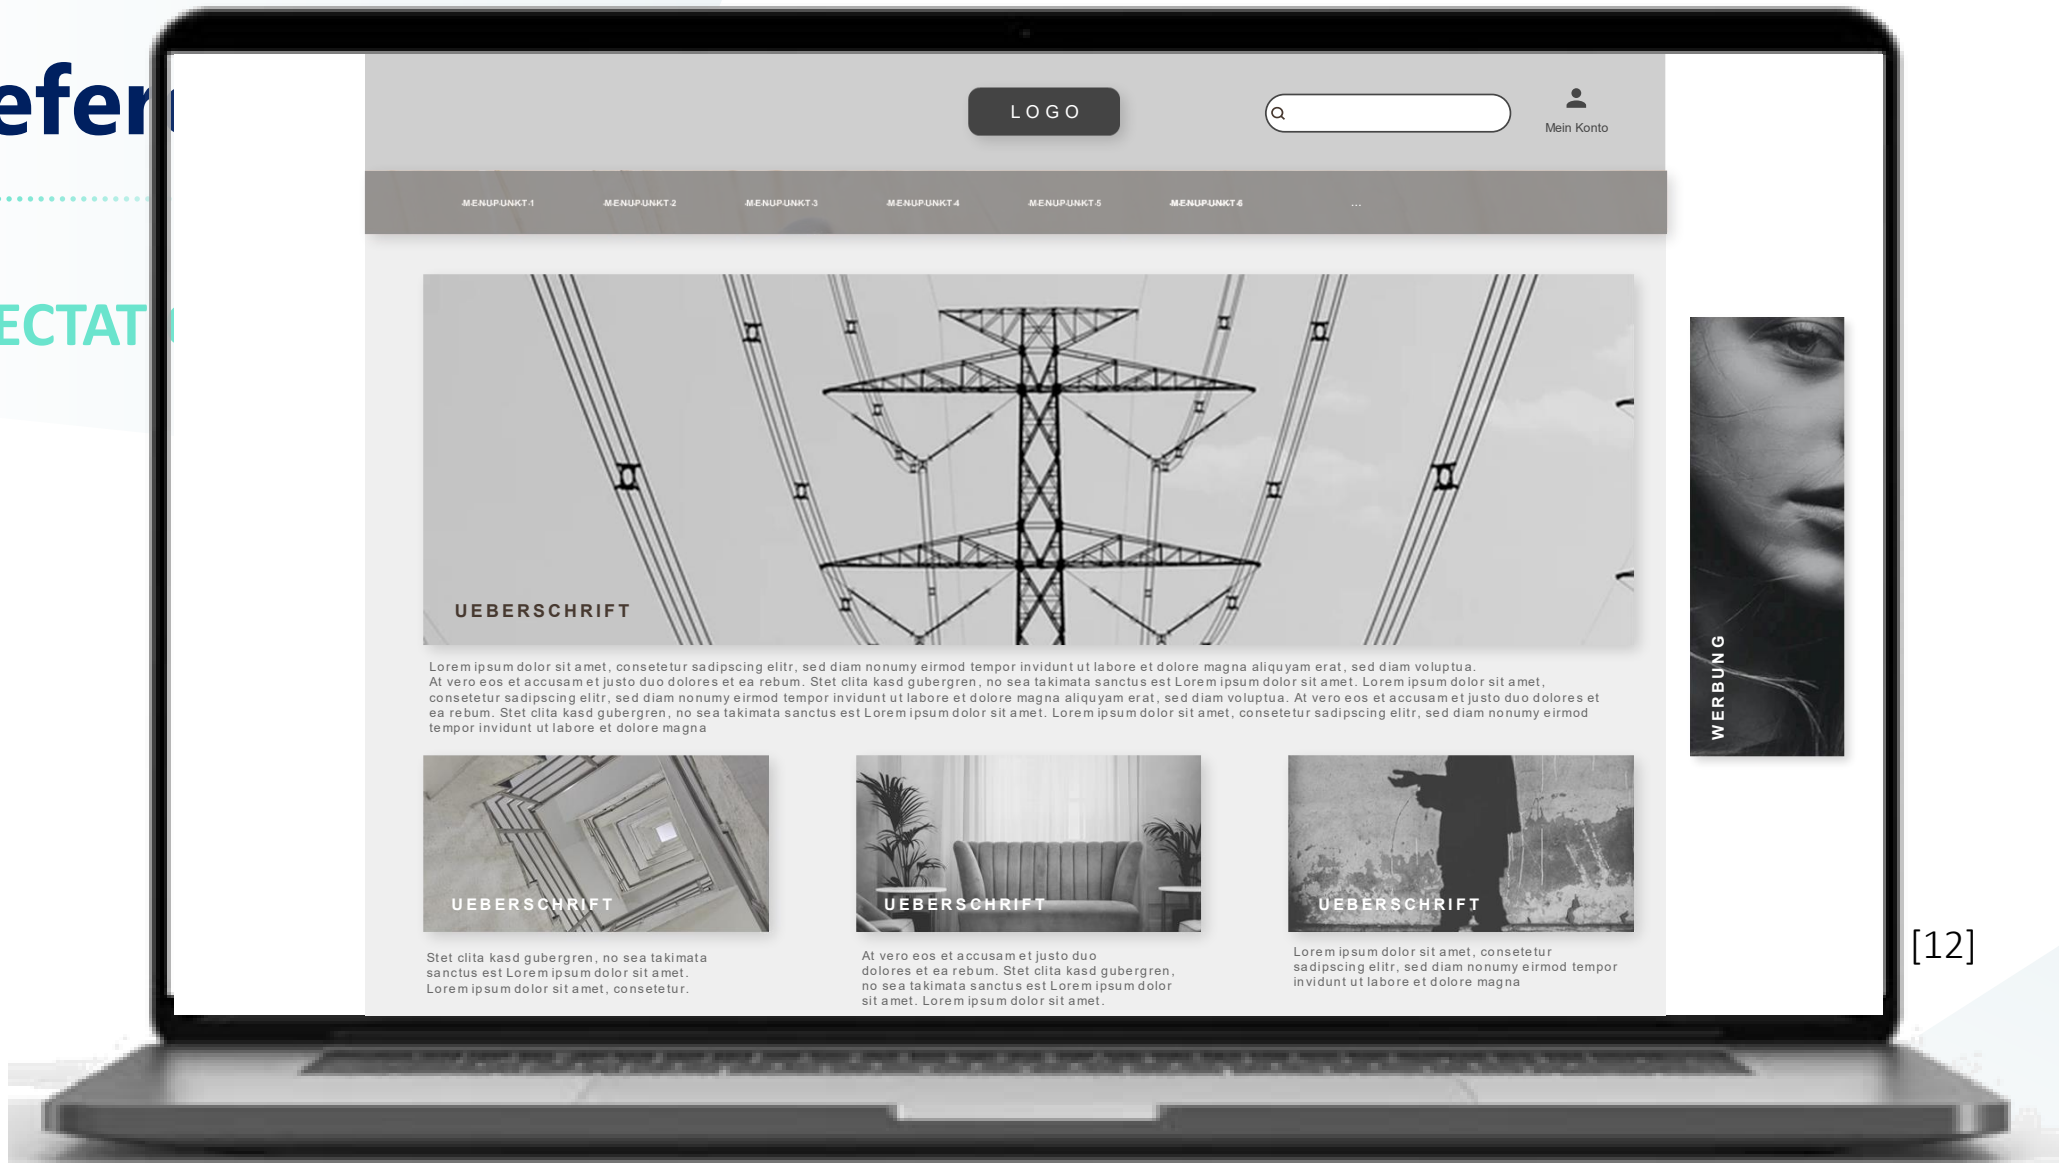 efer
ECTAT
LOGO
Mein Konto
MENUPUNKT 1
MENUPUNKT 2
MENUPUNKT 3
MENUPUNKT 4
MENUPUNKT 5
MENUPUNKT 6
...
UEBERSCHRIFT
Lorem ipsum dolor sit amet, consetetur sadipscing elitr, sed diam nonumy eirmod tempor invidunt ut labore et dolore magna aliquyam erat, sed diam voluptua.
At vero eos et accusam et justo duo dolores et ea rebum. Stet clita kasd gubergren, no sea takimata sanctus est Lorem ipsum dolor sit amet. Lorem ipsum dolor sit amet,
consetetur sadipscing elitr, sed diam nonumy eirmod tempor invidunt ut labore et dolore magna aliquyam erat, sed diam voluptua. At vero eos et accusam et justo duo dolores et
ea rebum. Stet clita kasd gubergren, no sea takimata sanctus est Lorem ipsum dolor sit amet. Lorem ipsum dolor sit amet, consetetur sadipscing elitr, sed diam nonumy eirmod
tempor invidunt ut labore et dolore magna
WERBUNG
UEBERSCHRIFT
Stet clita kasd gubergren, no sea takimata
sanctus est Lorem ipsum dolor sit amet.
Lorem ipsum dolor sit amet, consetetur.
UEBERSCHRIFT
At vero eos et accusam et justo duo
dolores et ea rebum. Stet clita kasd gubergren,
no sea takimata sanctus est Lorem ipsum dolor
sit amet. Lorem ipsum dolor sit amet.
UEBERSCHRIFT
Lorem ipsum dolor sit amet, consetetur
sadipscing elitr, sed diam nonumy eirmod tempor
invidunt ut labore et dolore magna
[12]